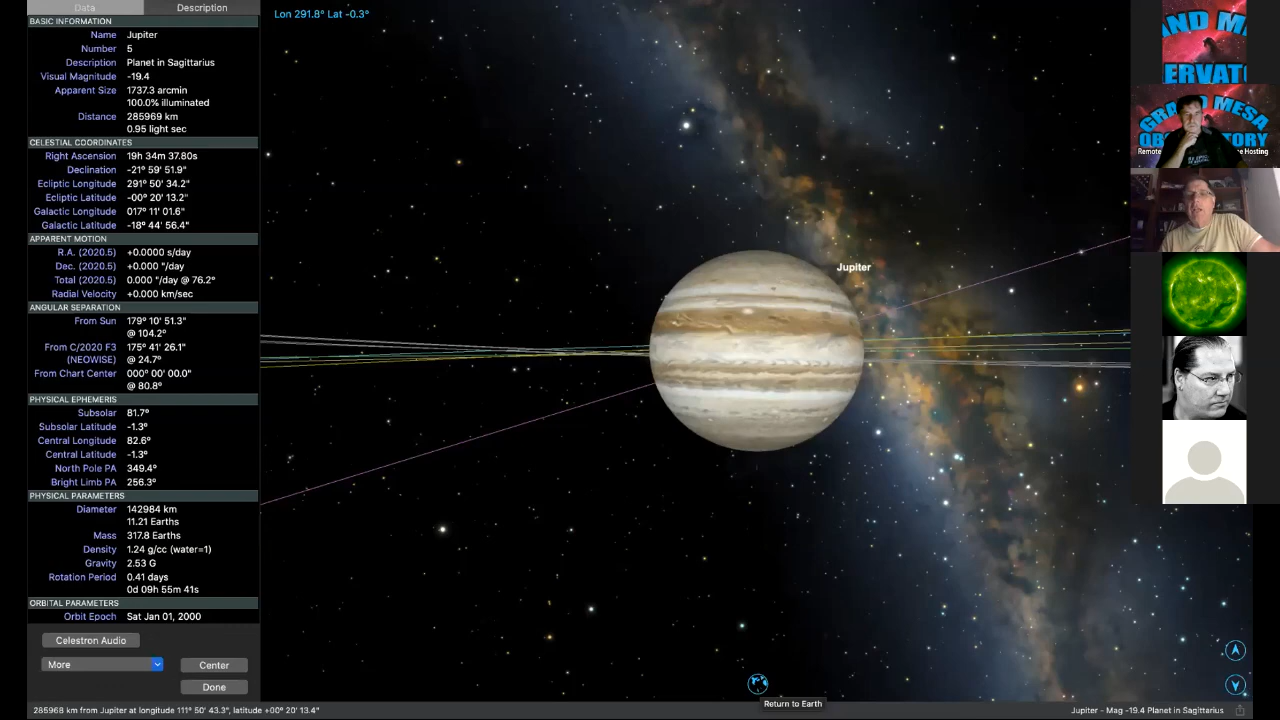 Data
Description
BASIC INFORMATION
Name Jupiter
Number 5
Description Planet in Sagittarius
Visual Magnitude -19.4
Apparent Size 1737.3 arcmin
100.0% illuminated
Distance 285969 km
0.95 light sec
CELESTIAL COORDINATES
Right Ascension 19h 34m 37.80s
Declination -21° 59' 51.9"
Ecliptic Longitude 291° 50' 34.2"
Ecliptic Latitude -00° 20' 13.2"
Galactic Longitude 017° 11' 01.6"
Galactic Latitude -18° 44' 56.4"
APPARENT MOTION
R.A. (2020.5) +0.0000 s/day
Dec. (2020.5) +0.000 "/day
Total (2020.5) 0.000 "/day @ 76.2°
Radial Velocity +0.000 km/sec
ANGULAR SEPARATION
From Sun 179° 10' 51.3"
@ 104.2°
From C/2020 F3 175° 41' 26.1"
(NEOWISE) @ 24.7°
From Chart Center 000° 00' 00.0"
@ 80.8°
PHYSICAL EPHEMERIS
Subsolar 81.7°
Subsolar Latitude -1.3°
Central Longitude 82.6°
Central Latitude -1.3°
North Pole PA 349.4°
Bright Limb PA 256.3°
PHYSICAL PARAMETERS
Diameter 142984 km
11.21 Earths
Mass 317.8 Earths
Density 1.24 g/cc (water=1)
Gravity 2.53 G
Rotation Period 0.41 days
0d 09h 55m 41s
ORBITAL PARAMETERS
Orbit Epoch Sat Jan 01, 2000
Celestron Audio
More
Center
Done
285968 km from Jupiter at longitude 111° 50' 43.3", latitude +00° 20' 13.4"
Lon 291.8° Lat -0.3°
Jupiter
Return to Earth
Jupiter - Mag -19.4 Planet in Sagittarius
ND M
ERVAT
GRAND MESA
Hosting